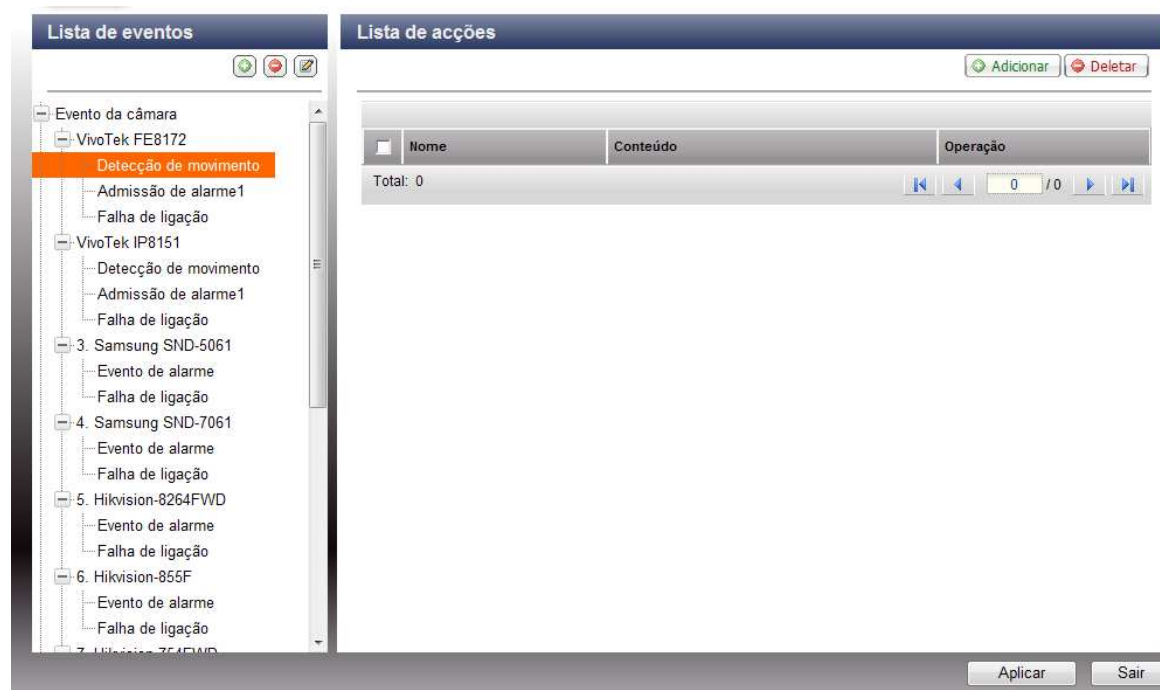 Lista de eventos
Evento da câmara
VivoTek FE8172
Detecção de movimento
Admissão de alarme1
Falha de ligação
VivoTek IP8151
Detecção de movimento
Admissão de alarme1
Falha de ligação
3. Samsung SND-5061
Evento de alarme
Falha de ligação
4. Samsung SND-7061
Evento de alarme
Falha de ligação
5. Hikvision-8264FWD
Evento de alarme
Falha de ligação
6. Hikvision-855F
Evento de alarme
Falha de ligação
Lista de acções
Adicionar Deletar
Nome Conteúdo Operação
Total: 0 0 / 0
Aplicar Sair